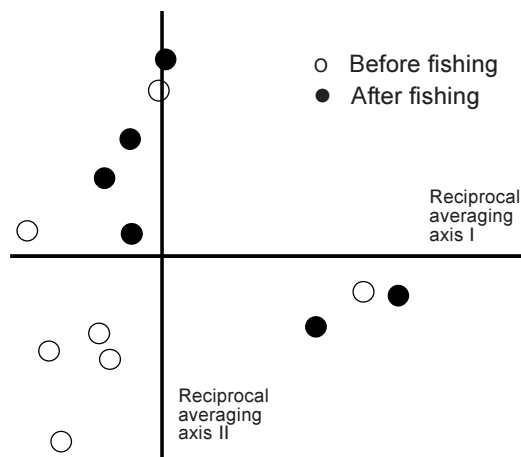 Before fishing
After fishing
Reciprocal
averaging
axis I
Reciprocal
averaging
axis II